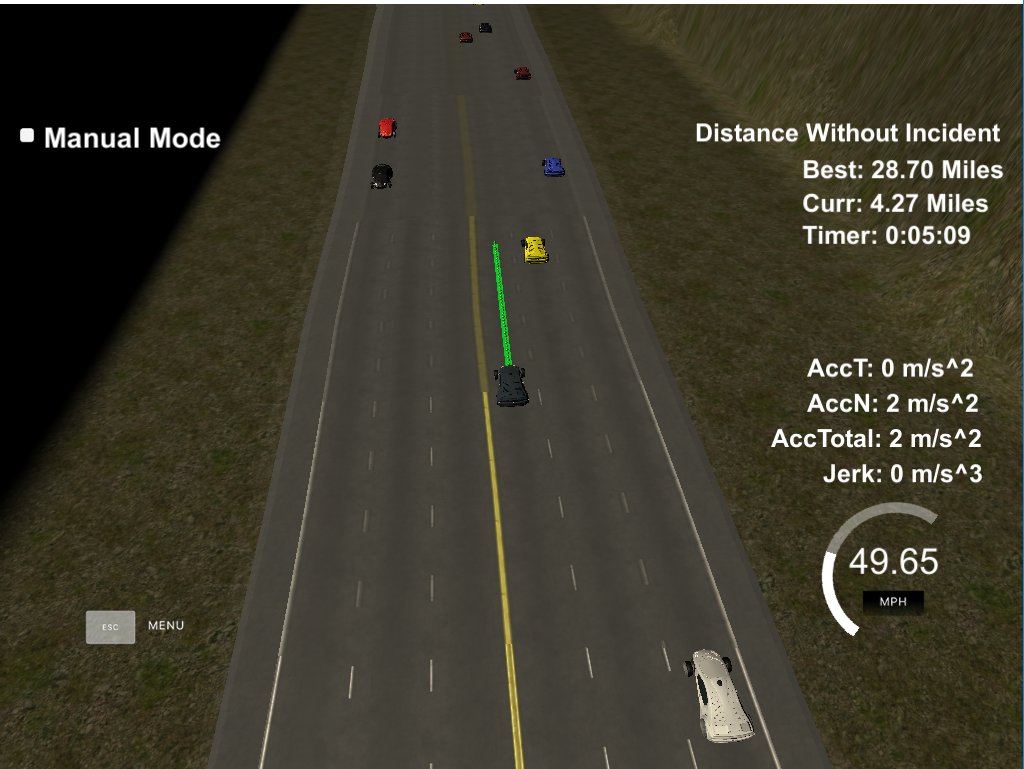 Manual Mode
Distance Without Incident
Best: 28.70 Miles
Curr: 4.27 Miles
Timer: 0:05:09
AccT: 0 m/s^2
AccN: 2 m/s^2
AccTotal: 2 m/s^2
Jerk: 0 m/s^3
49.65
MPH
ESC MENU